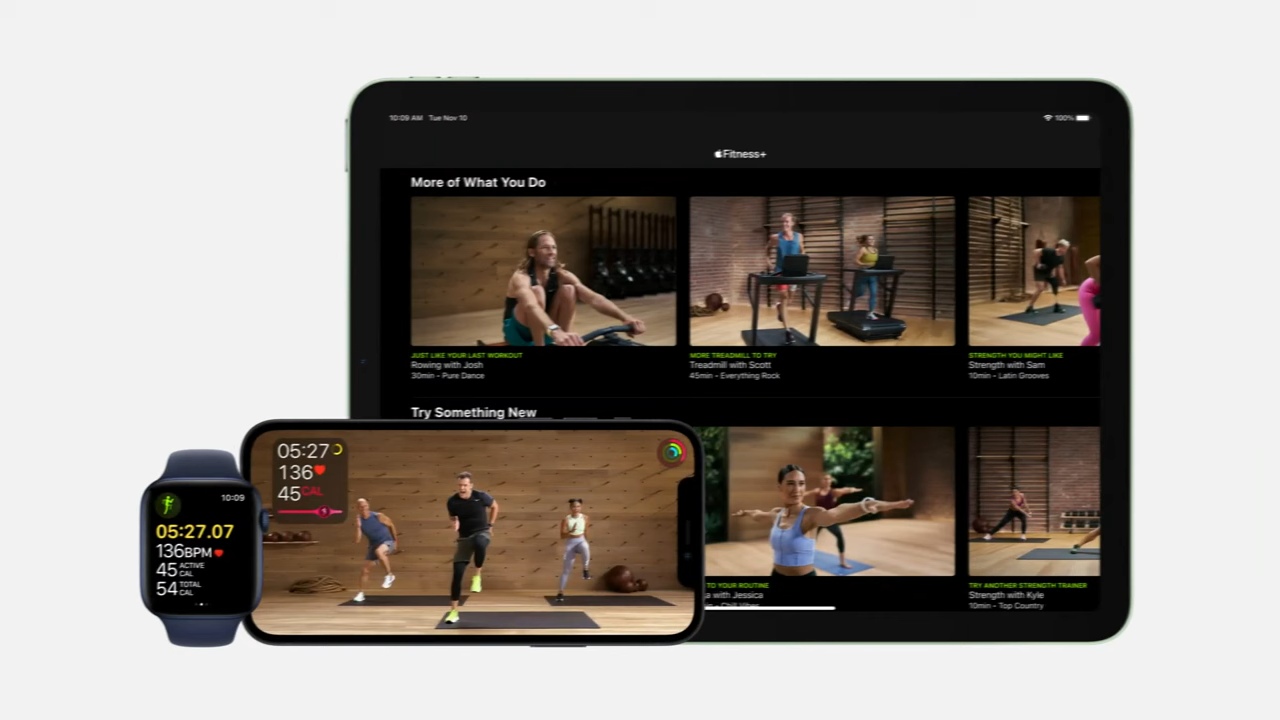 10:09 AM Tue Nov 10
100%
Fitness+
More of What You Do
JUST LIKE YOUR LAST WORKOUT
Rowing with Josh
30min - Pure Dance
MORE TREADMILL TO TRY
Treadmill with Scott
45min - Everything Rock
STRENGTH YOU MIGHT LIKE
Strength with Sam
10min - Latin Grooves
Try Something New
TO YOUR ROUTINE
a with Jessica
Chill Vibes
TRY ANOTHER STRENGTH TRAINER
Strength with Kyle
10min - Top Country
05:27
136
45CAL
10:09
05:27.07
136BPM
45 ACTIVE CAL
54 TOTAL CAL